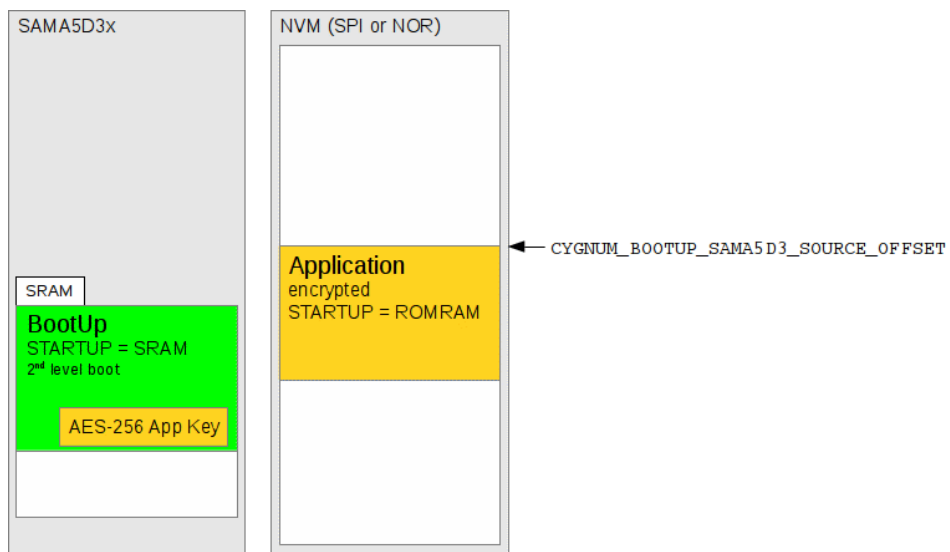 SAMA5D3x
SRAM
BootUp
STARTUP = SRAM
2nd level boot
AES-256 App Key
NVM (SPI or NOR)
Application
encrypted
STARTUP = ROMRAM
CYGNUM_BOOTUP_SAMA5D3_SOURCE_OFFSET